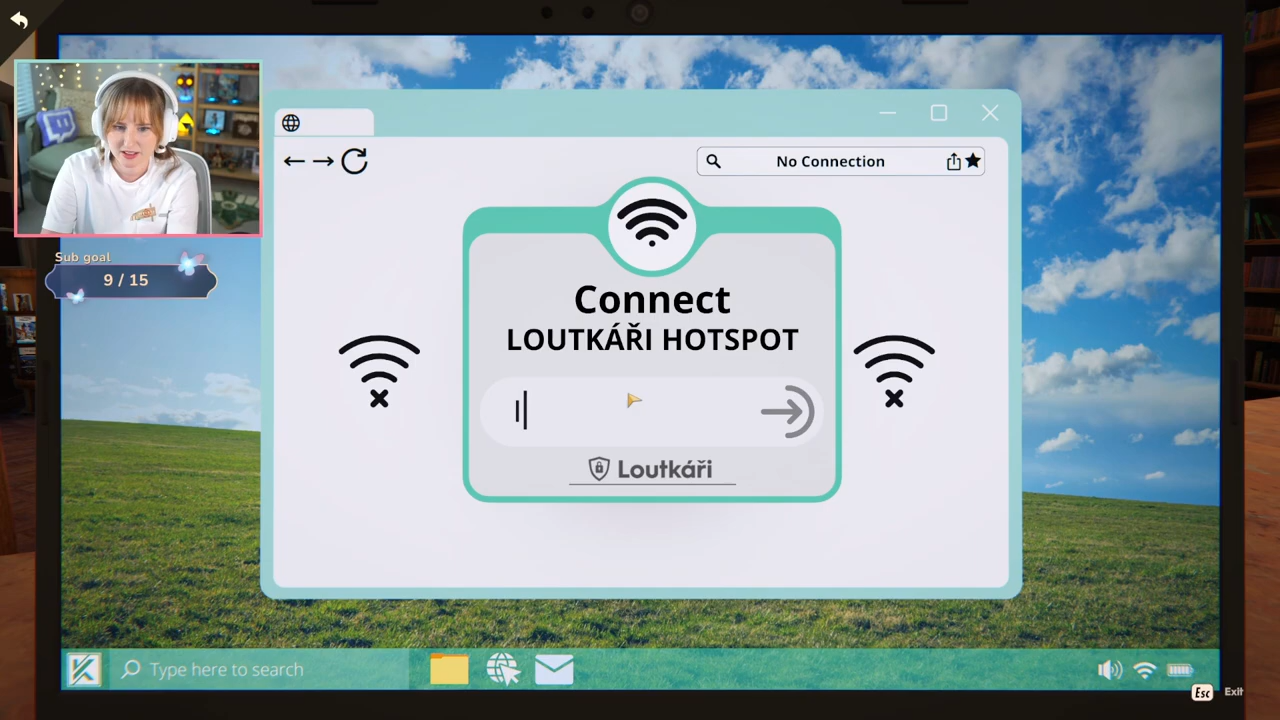 No Connection
Sub goal
9 / 15
Connect
LOUTKÁŘI HOTSPOT
Loutkáři
Type here to search
Esc Exit